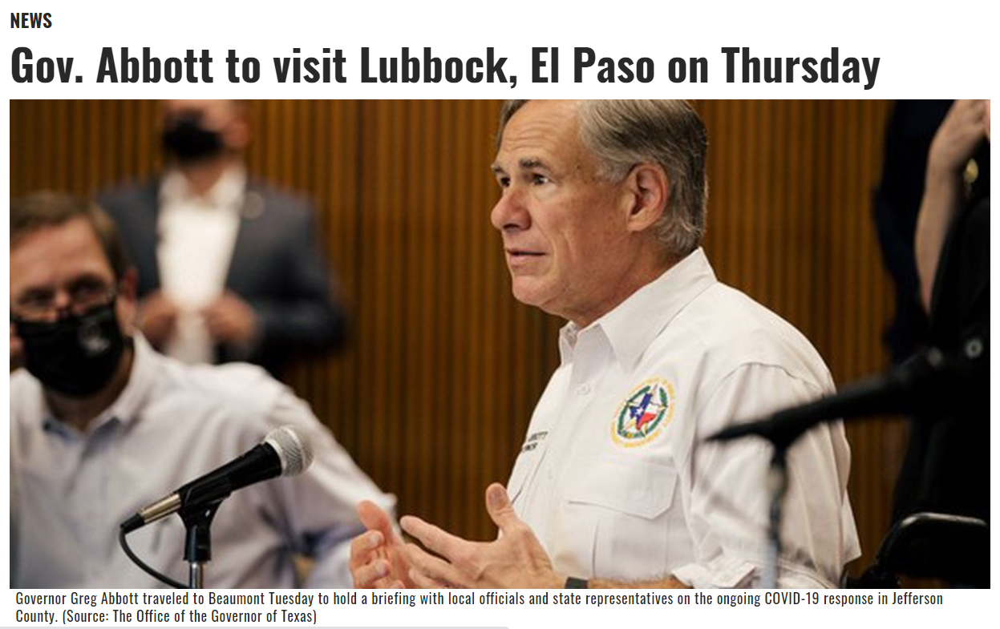 NEWS
Gov. Abbott to visit Lubbock, El Paso on Thursday
Governor Greg Abbott traveled to Beaumont Tuesday to hold a briefing with local officials and state representatives on the ongoing COVID-19 response in Jefferson
County. (Source: The Office of the Governor of Texas)